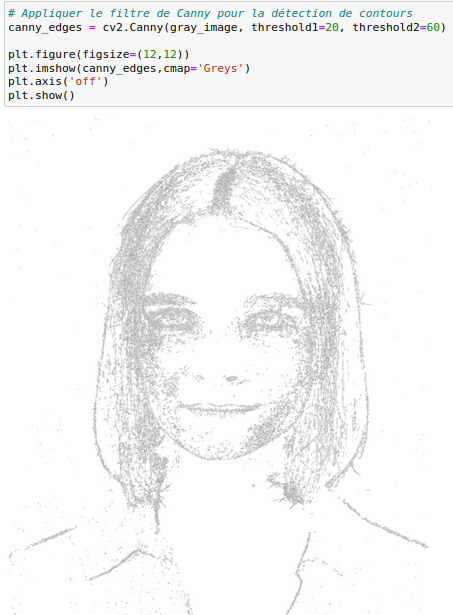 # Appliquer le filtre de Canny pour la détection de contours
canny_edges = cv2.Canny(gray_image, threshold1=20, threshold2=60)
plt.figure(figsize=(12,12))
plt.imshow(canny_edges,cmap='Greys')
plt.axis('off')
plt.show()